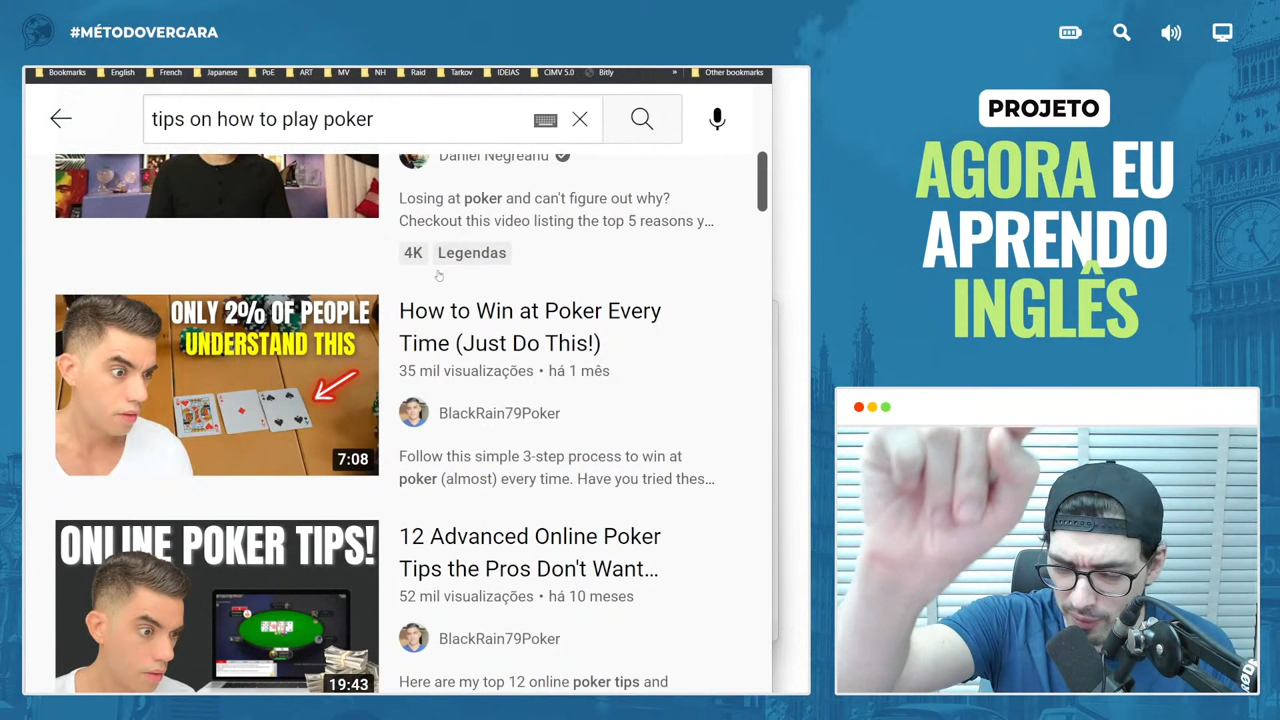 #MÉTODOVERGARA
Bookmarks English French Japanese PoE ART MV NH Raid Tarkov IDEIAS CIMV 5.0 Bitly » Other bookmarks
tips on how to play poker
Daniel Negreanu
Losing at poker and can't figure out why?
Checkout this video listing the top 5 reasons y...
4K Legendas
ONLY 2% OF PEOPLE
UNDERSTAND THIS
7:08
How to Win at Poker Every
Time (Just Do This!)
35 mil visualizações • há 1 mês
BlackRain79Poker
Follow this simple 3-step process to win at
poker (almost) every time. Have you tried thes...
ONLINE POKER TIPS!
19:43
12 Advanced Online Poker
Tips the Pros Don't Want...
52 mil visualizações • há 10 meses
BlackRain79Poker
Here are my top 12 online poker tips and
PROJETO
AGORA EU
APRENDO
INGLÊS